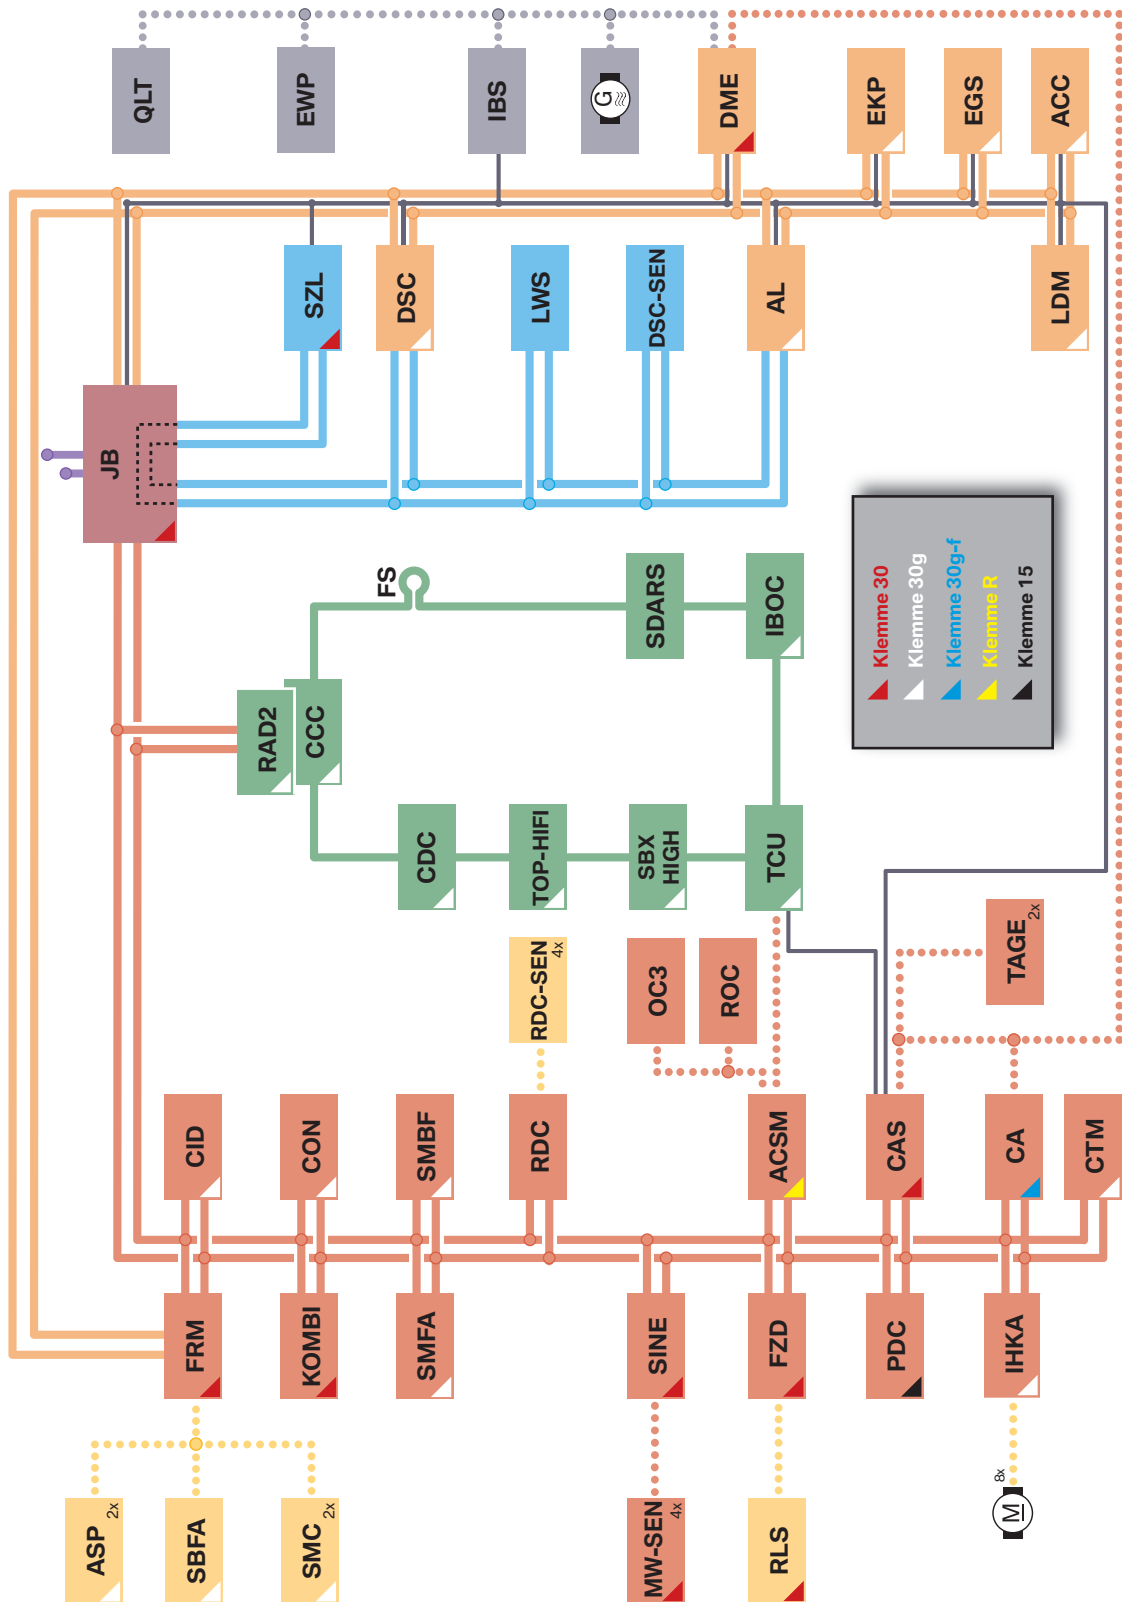 QLT
EWP
IBS
G
DME
EKP
EGS
ACC
SZL
DSC
LWS
DSC-SEN
AL
LDM
JB
FS
SDARS
IBOC
RAD2
CCC
CDC
TOP-HIFI
SBX
HIGH
TCU
Klemme 30
Klemme 30g
Klemme 30g-f
Klemme R
Klemme 15
RDC-SEN
4x
OC3
ROC
TAGE
2x
CID
CON
SMBF
RDC
ACSM
CAS
CA
CTM
FRM
KOMBI
SMFA
SINE
FZD
PDC
IHKA
ASP
2x
SBFA
SMC
2x
MW-SEN
4x
RLS
M
8x